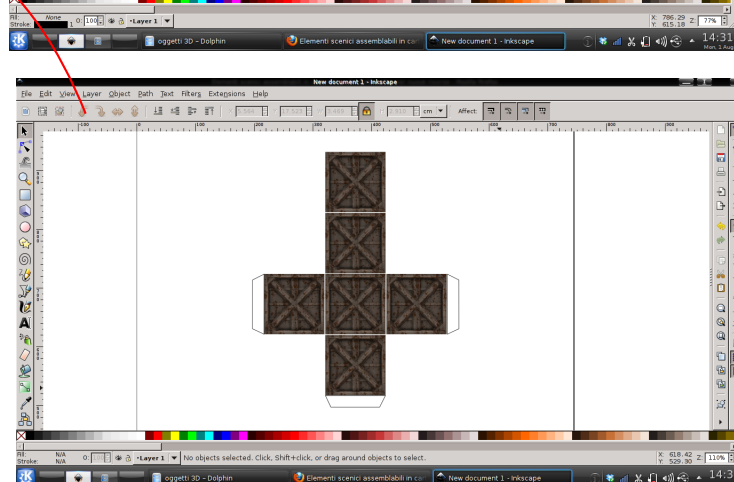 Fill: None
Stroke: 1 O: 100 Layer 1 X: 786.29 Y: 615.18 Z: 77%
oggetti 3D – Dolphin Elementi scenici assemblabili in ca New document 1 - Inkscape 14:31
Mon, 1 Aug
New document 1 - Inkscape
File Edit View Layer Object Path Text Filters Extensions Help
cm Affect:
Fill: N/A
Stroke: N/A O: Layer 1 No objects selected. Click, Shift+click, or drag around objects to select. X: 618.42 Y: 529.90 Z: 110%
oggetti 3D – Dolphin Elementi scenici assemblabili in co New document 1 - Inkscape 14:3